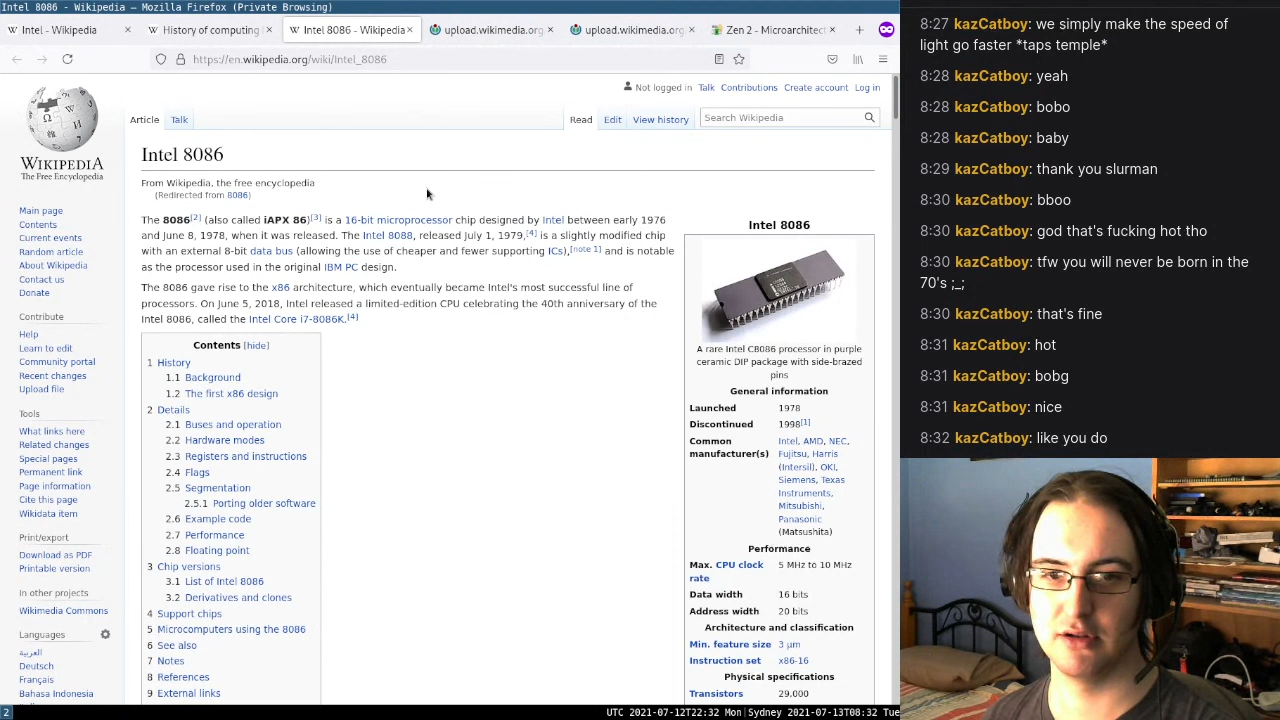 Intel 8086 - Wikipedia — Mozilla Firefox (Private Browsing)
Intel - Wikipedia
History of computing
Intel 8086 - Wikipedia
upload.wikimedia.org/
upload.wikimedia.org/
Zen 2 - Microarchitect
https://en.wikipedia.org/wiki/Intel_8086
Not logged in Talk Contributions Create account Log in
Article Talk Read Edit View history Search Wikipedia
WIKIPEDIA
The Free Encyclopedia
Main page
Contents
Current events
Random article
About Wikipedia
Contact us
Donate
Contribute
Help
Learn to edit
Community portal
Recent changes
Upload file
Tools
What links here
Related changes
Special pages
Permanent link
Page information
Cite this page
Wikidata item
Print/export
Download as PDF
Printable version
In other projects
Wikimedia Commons
Languages
العربية
Deutsch
Français
Bahasa Indonesia
Intel 8086
From Wikipedia, the free encyclopedia
(Redirected from 8086)
The 8086[2] (also called iAPX 86)[3] is a 16-bit microprocessor chip designed by Intel between early 1976
and June 8, 1978, when it was released. The Intel 8088, released July 1, 1979,[4] is a slightly modified chip
with an external 8-bit data bus (allowing the use of cheaper and fewer supporting ICs),[note 1] and is notable
as the processor used in the original IBM PC design.
The 8086 gave rise to the x86 architecture, which eventually became Intel's most successful line of
processors. On June 5, 2018, Intel released a limited-edition CPU celebrating the 40th anniversary of the
Intel 8086, called the Intel Core i7-8086K.[4]
Contents [hide]
1 History
1.1 Background
1.2 The first x86 design
2 Details
2.1 Buses and operation
2.2 Hardware modes
2.3 Registers and instructions
2.4 Flags
2.5 Segmentation
2.5.1 Porting older software
2.6 Example code
2.7 Performance
2.8 Floating point
3 Chip versions
3.1 List of Intel 8086
3.2 Derivatives and clones
4 Support chips
5 Microcomputers using the 8086
6 See also
7 Notes
8 References
9 External links
Intel 8086
A rare Intel C8086 processor in purple
ceramic DIP package with side-brazed
pins
General information
Launched 1978
Discontinued 1998[1]
Common Intel, AMD, NEC,
manufacturer(s) Fujitsu, Harris
(Intersil), OKI,
Siemens, Texas
Instruments,
Mitsubishi,
Panasonic
(Matsushita)
Performance
Max. CPU clock 5 MHz to 10 MHz
rate
Data width 16 bits
Address width 20 bits
Architecture and classification
Min. feature size 3 μm
Instruction set x86-16
Physical specifications
Transistors 29,000
2
UTC 2021-07-12T22:32 Mon|Sydney 2021-07-13T08:32 Tue
8:27 kazCatboy: we simply make the speed of
light go faster *taps temple*
8:28 kazCatboy: yeah
8:28 kazCatboy: bobo
8:28 kazCatboy: baby
8:29 kazCatboy: thank you slurman
8:30 kazCatboy: bboo
8:30 kazCatboy: god that's fucking hot tho
8:30 kazCatboy: tfw you will never be born in the
70's ;_;
8:30 kazCatboy: that's fine
8:31 kazCatboy: hot
8:31 kazCatboy: bobg
8:31 kazCatboy: nice
8:32 kazCatboy: like you do